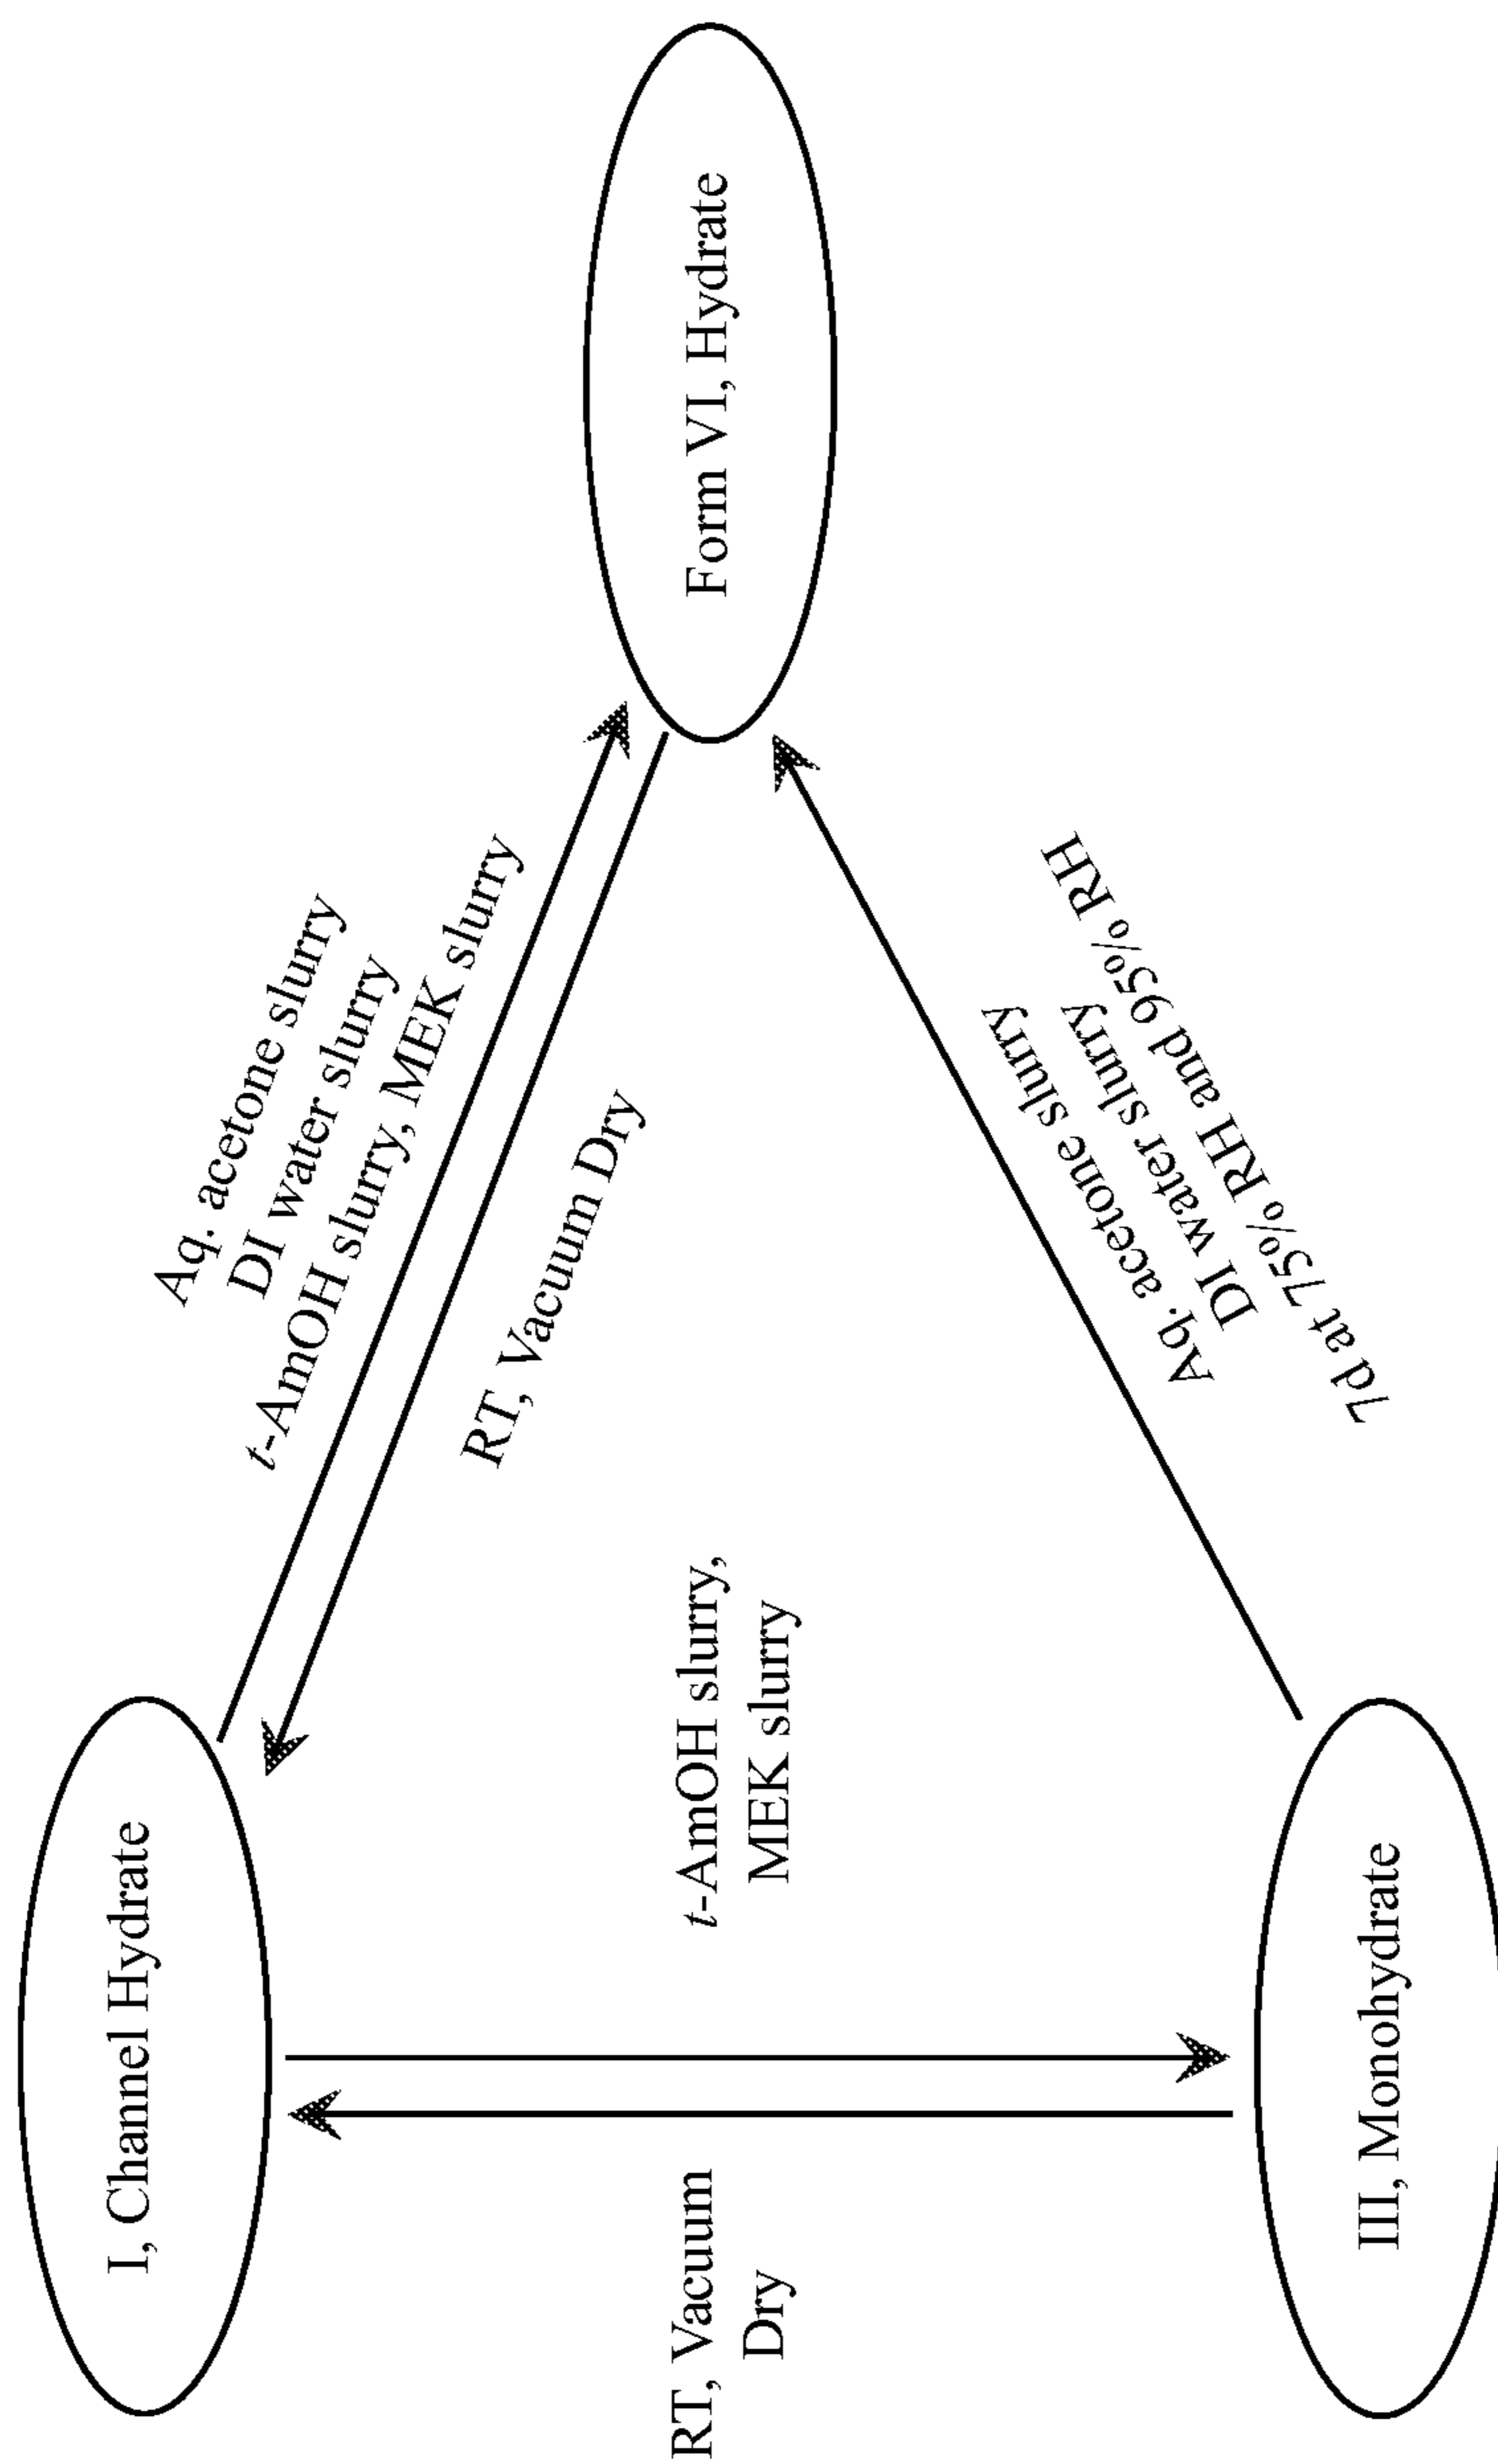 I, Channel Hydrate
Aq. acetone slurry
DI water slurry
t-AmOH slurry, MEK slurry
RT, Vacuum Dry
RT, Vacuum
Dry
t-AmOH slurry,
MEK slurry
Form VI, Hydrate
Aq. acetone slurry
DI water slurry
7d at 75% RH and 95% RH
III, Monohydrate